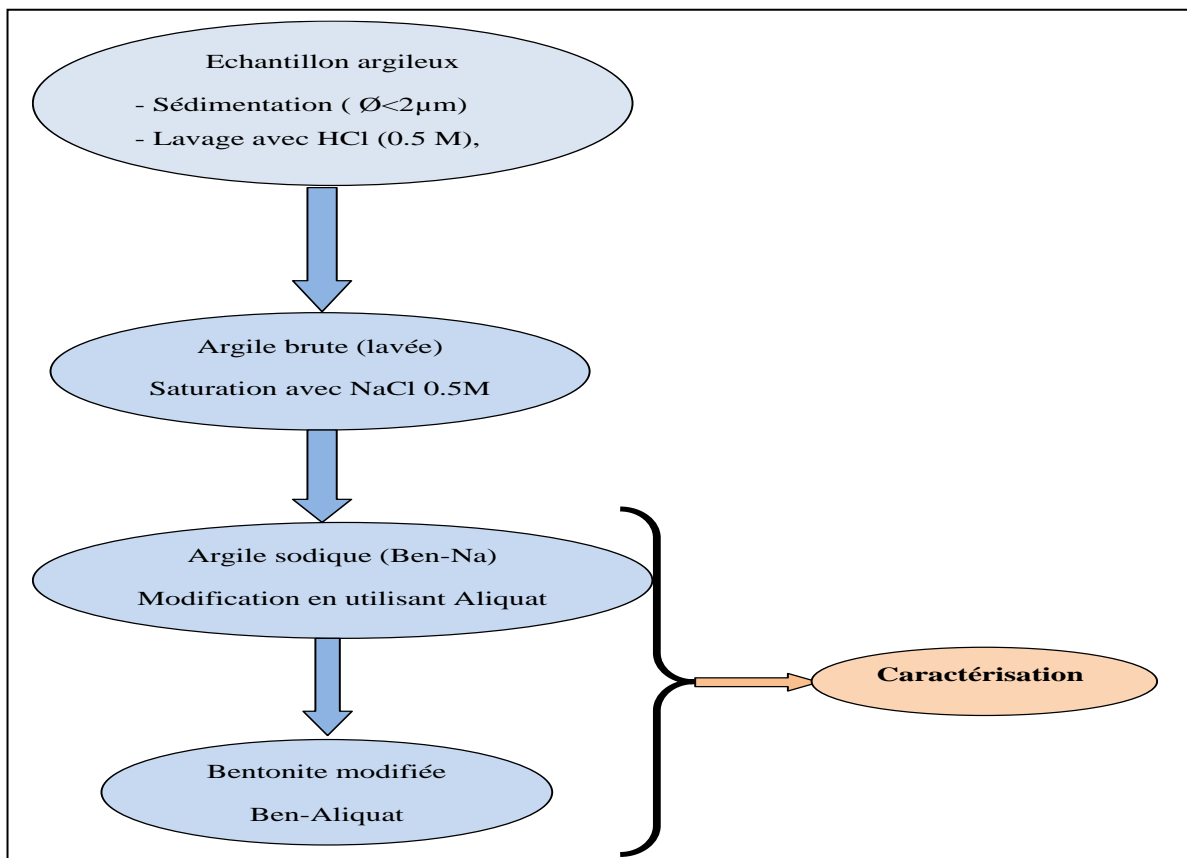 Echantillon argileux
- Sédimentation ( Ø<2µm)
- Lavage avec HCl (0.5 M),
Argile brute (lavée)
Saturation avec NaCl 0.5M
Argile sodique (Ben-Na)
Modification en utilisant Aliquat
Caractérisation
Bentonite modifiée
Ben-Aliquat